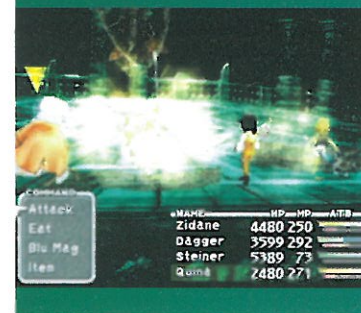 COMMAND
Attack
Eat
Blu Mag
Item
NAME HP MP ATB
Zidane 4480 250
Dagger 3599 292
Steiner 5389 73
Quina 2480 271